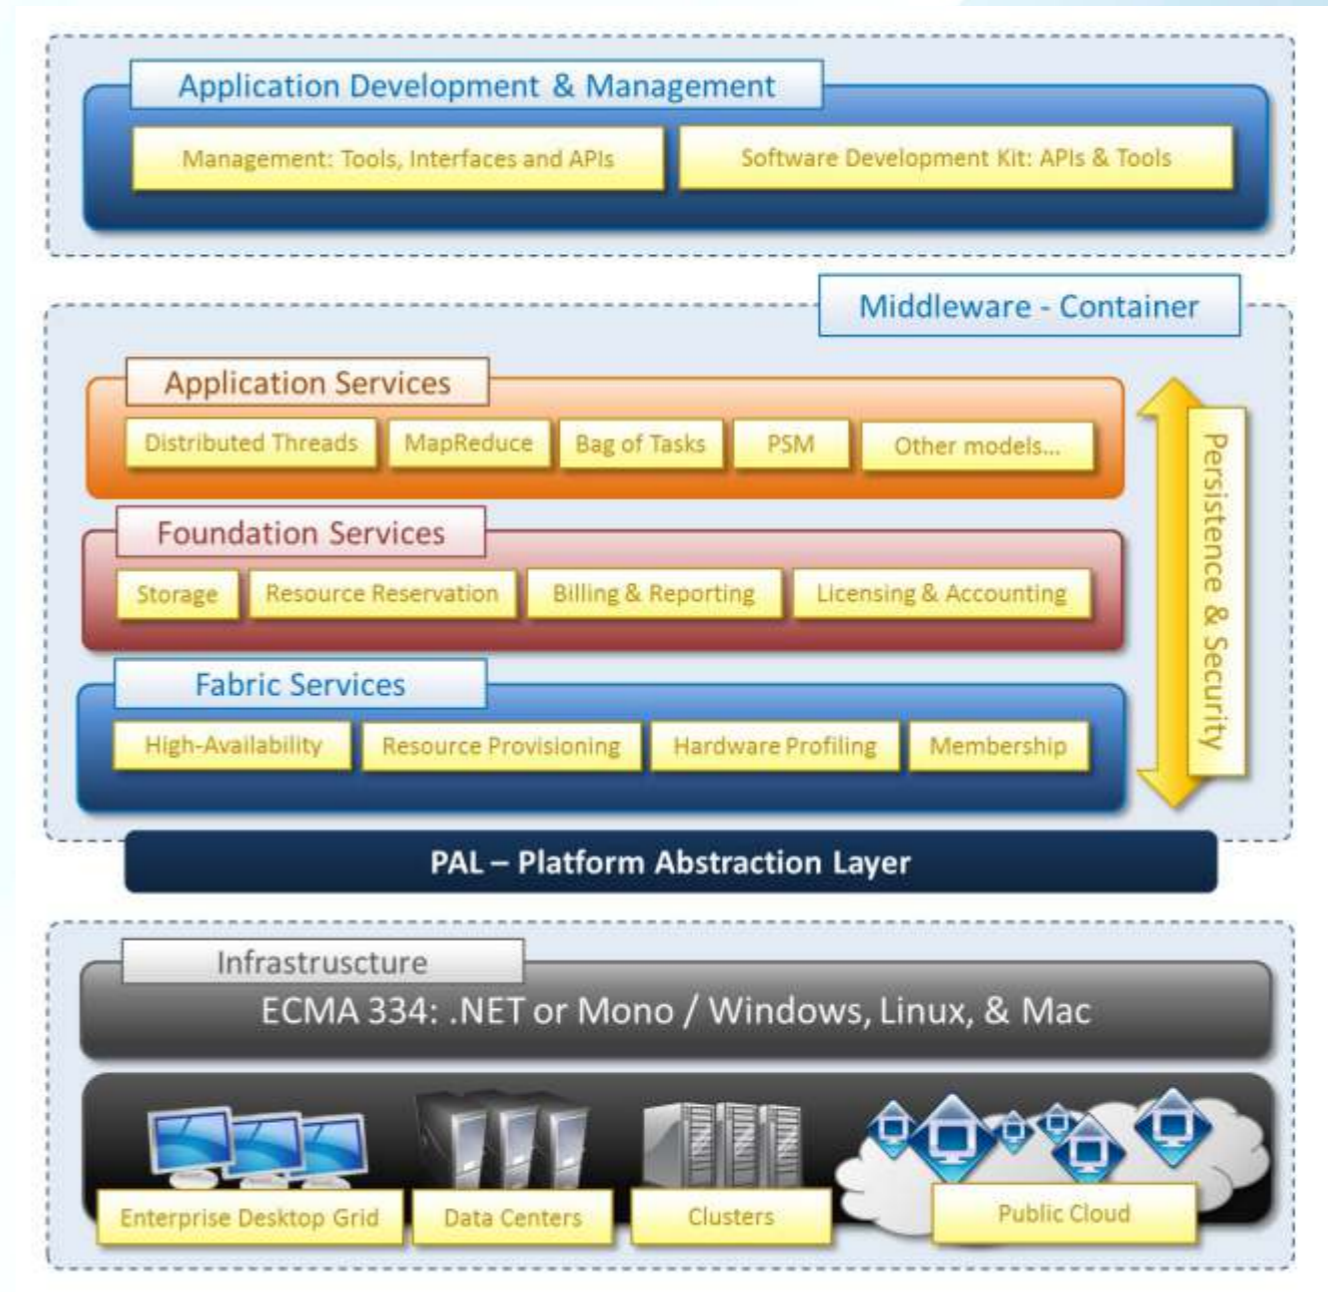 Application Development & Management
Management: Tools, Interfaces and APIs
Software Development Kit: APIs & Tools
Middleware - Container
Application Services
Distributed Threads
MapReduce
Bag of Tasks
PSM
Other models...
Foundation Services
Storage
Resource Reservation
Billing & Reporting
Licensing & Accounting
Fabric Services
High-Availability
Resource Provisioning
Hardware Profiling
Membership
Persistence & Security
PAL – Platform Abstraction Layer
Infrastruscture
ECMA 334: .NET or Mono / Windows, Linux, & Mac
Enterprise Desktop Grid
Data Centers
Clusters
Public Cloud